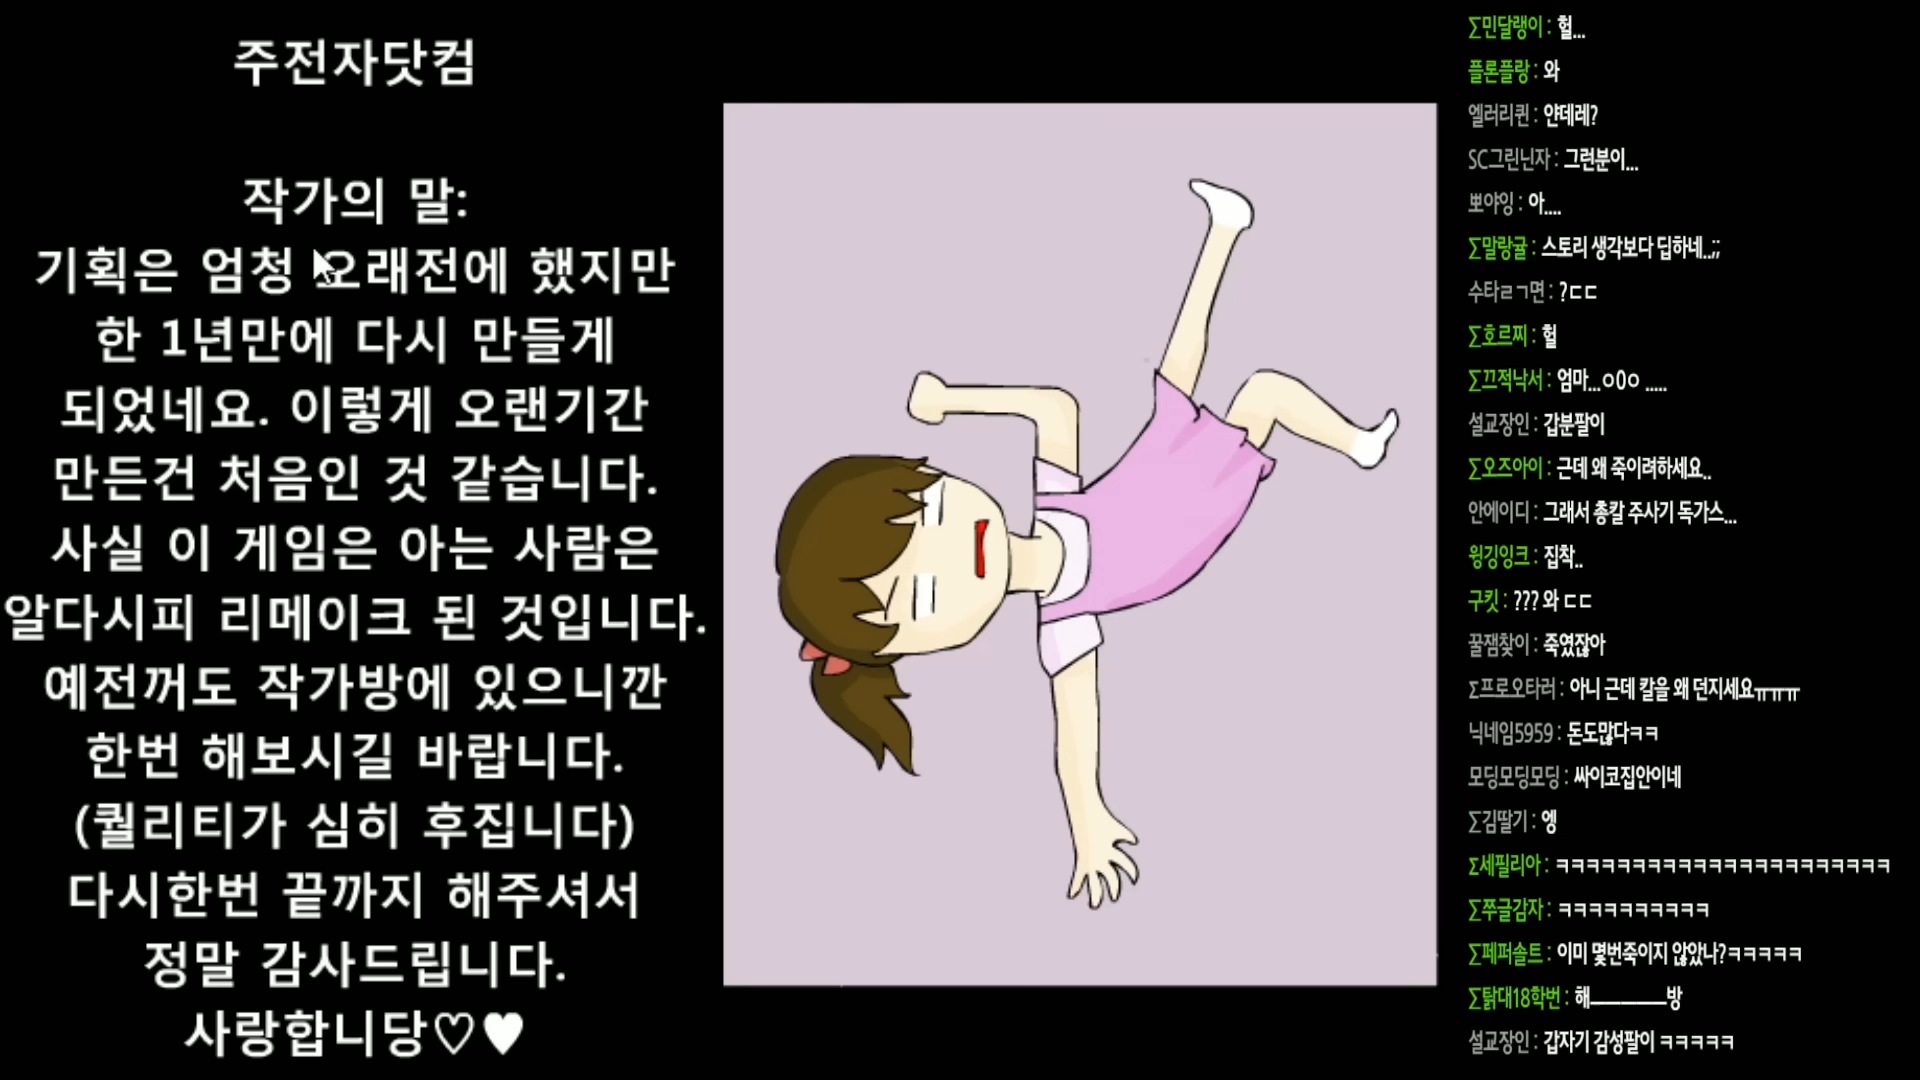 주전자닷컴
작가의 말:
기획은 엄청 오래전에 했지만
한 1년만에 다시 만들게
되었네요. 이렇게 오랜기간
만든건 처음인 것 같습니다.
사실 이 게임은 아는 사람은
알다시피 리메이크 된 것입니다.
예전꺼도 작가방에 있으니깐
한번 해보시길 바랍니다.
(퀄리티가 심히 후집니다)
다시한번 끝까지 해주셔서
정말 감사드립니다.
사랑합니당♡♥
∑민달랭이 : 헐...
플론플랑 : 와
엘러리퀸 : 얀데레?
SC그린닌자 : 그런분이...
뽀야잉 : 아....
∑말랑귤 : 스토리 생각보다 딥하네..;;
수타ㄹㄱ면 : ?ㄷㄷ
∑호르찌 : 헐
∑끄적낙서 : 엄마...ㅇ0ㅇ .....
설교장인 : 갑분팔이
∑오즈아이 : 근데 왜 죽이려하세요..
안에이디 : 그래서 총칼 주사기 독가스...
윙깅잉크 : 집착..
구킷 : ??? 와 ㄷㄷ
꿀잼찾이 : 죽였잖아
∑프로오타러 : 아니 근데 칼을 왜 던지세요ㅠㅠㅠ
닉네임5959 : 돈도많다ㅋㅋ
모딩모딩모딩 : 싸이코집안이네
∑김딸기 : 엥
∑세필리아 : ㅋㅋㅋㅋㅋㅋㅋㅋㅋㅋㅋㅋㅋㅋㅋㅋㅋㅋㅋㅋㅋㅋ
∑쭈글감자 : ㅋㅋㅋㅋㅋㅋㅋㅋㅋㅋ
∑페퍼솔트 : 이미 몇번죽이지 않았나?ㅋㅋㅋㅋㅋ
∑탉대18학번 : 해_______방
설교장인 : 갑자기 감성팔이 ㅋㅋㅋㅋㅋ